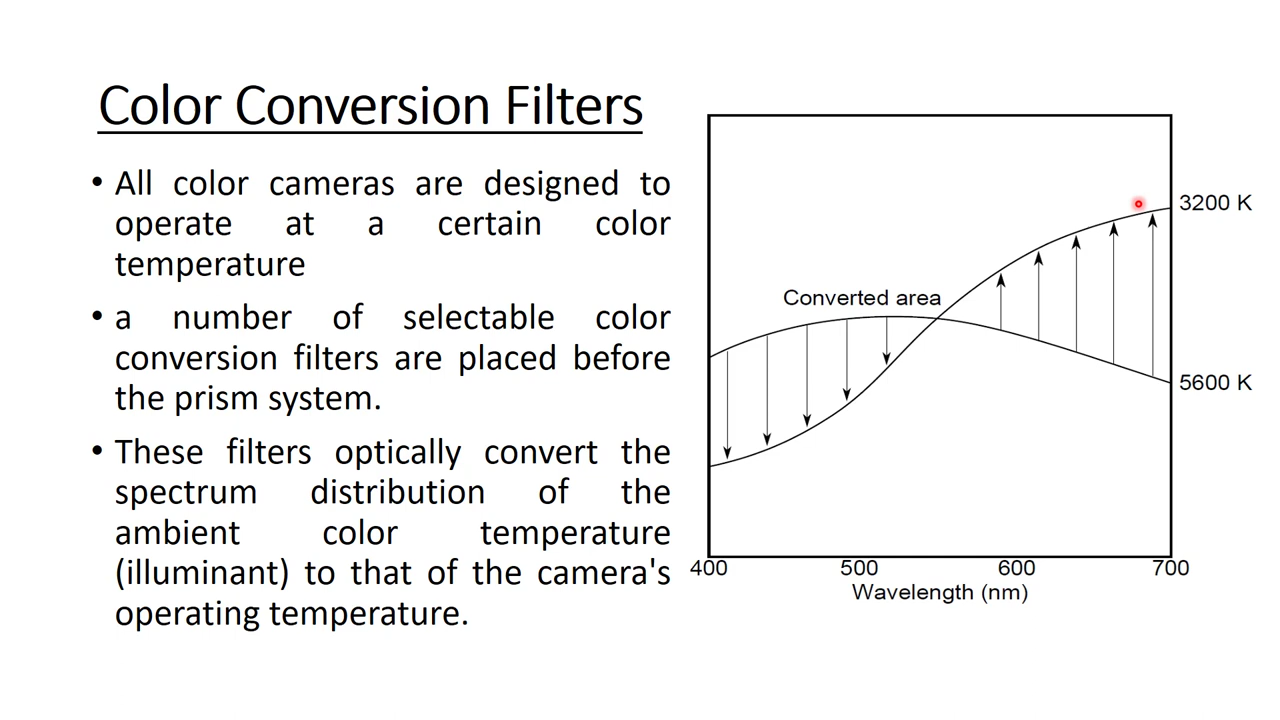 Color Conversion Filters
• All color cameras are designed to
operate at a certain color
temperature
• a number of selectable color
conversion filters are placed before
the prism system.
• These filters optically convert the
spectrum distribution of the
ambient color temperature
(illuminant) to that of the camera's
operating temperature.
3200 K
Converted area
5600 K
400 500 600 700
Wavelength (nm)